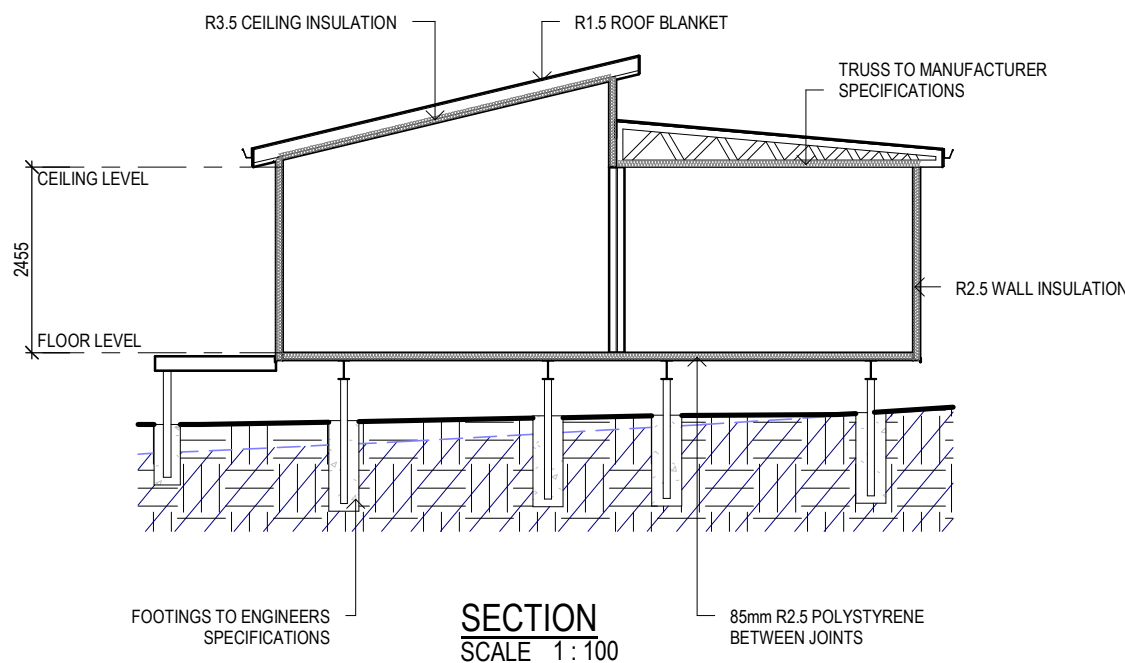 R3.5 CEILING INSULATION
R1.5 ROOF BLANKET
TRUSS TO MANUFACTURER
SPECIFICATIONS
CEILING LEVEL
2455
R2.5 WALL INSULATION
FLOOR LEVEL
FOOTINGS TO ENGINEERS
SPECIFICATIONS
SECTION
SCALE 1 : 100
85mm R2.5 POLYSTYRENE
BETWEEN JOINTS